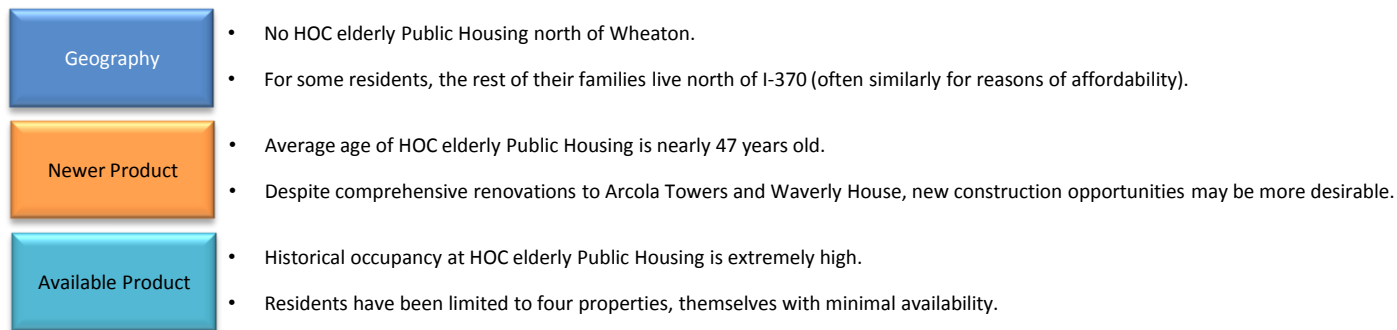 Geography
• No HOC elderly Public Housing north of Wheaton.
• For some residents, the rest of their families live north of I-370 (often similarly for reasons of affordability).
Newer Product
• Average age of HOC elderly Public Housing is nearly 47 years old.
• Despite comprehensive renovations to Arcola Towers and Waverly House, new construction opportunities may be more desirable.
Available Product
• Historical occupancy at HOC elderly Public Housing is extremely high.
• Residents have been limited to four properties, themselves with minimal availability.